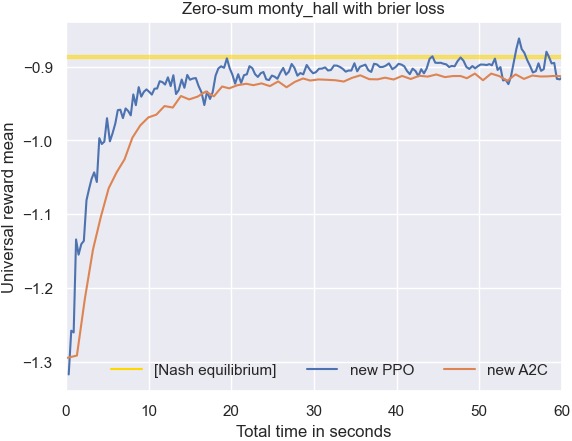 Zero-sum monty_hall with brier loss
Universal reward mean
−0.9
−1.0
−1.1
−1.2
−1.3
[Nash equilibrium] new PPO new A2C
0 10 20 30 40 50 60
Total time in seconds